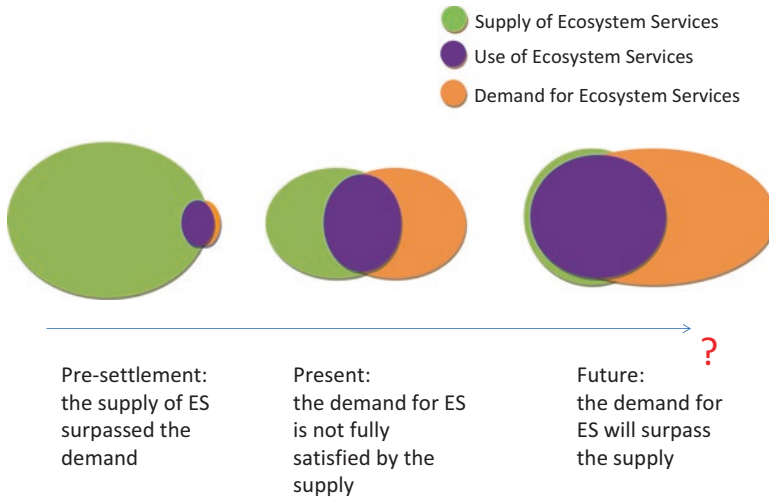 Supply of Ecosystem Services
Use of Ecosystem Services
Demand for Ecosystem Services
?
Pre-settlement:
the supply of ES
surpassed the
demand
Present:
the demand for ES
is not fully
satisfied by the
supply
Future:
the demand for
ES will surpass
the supply